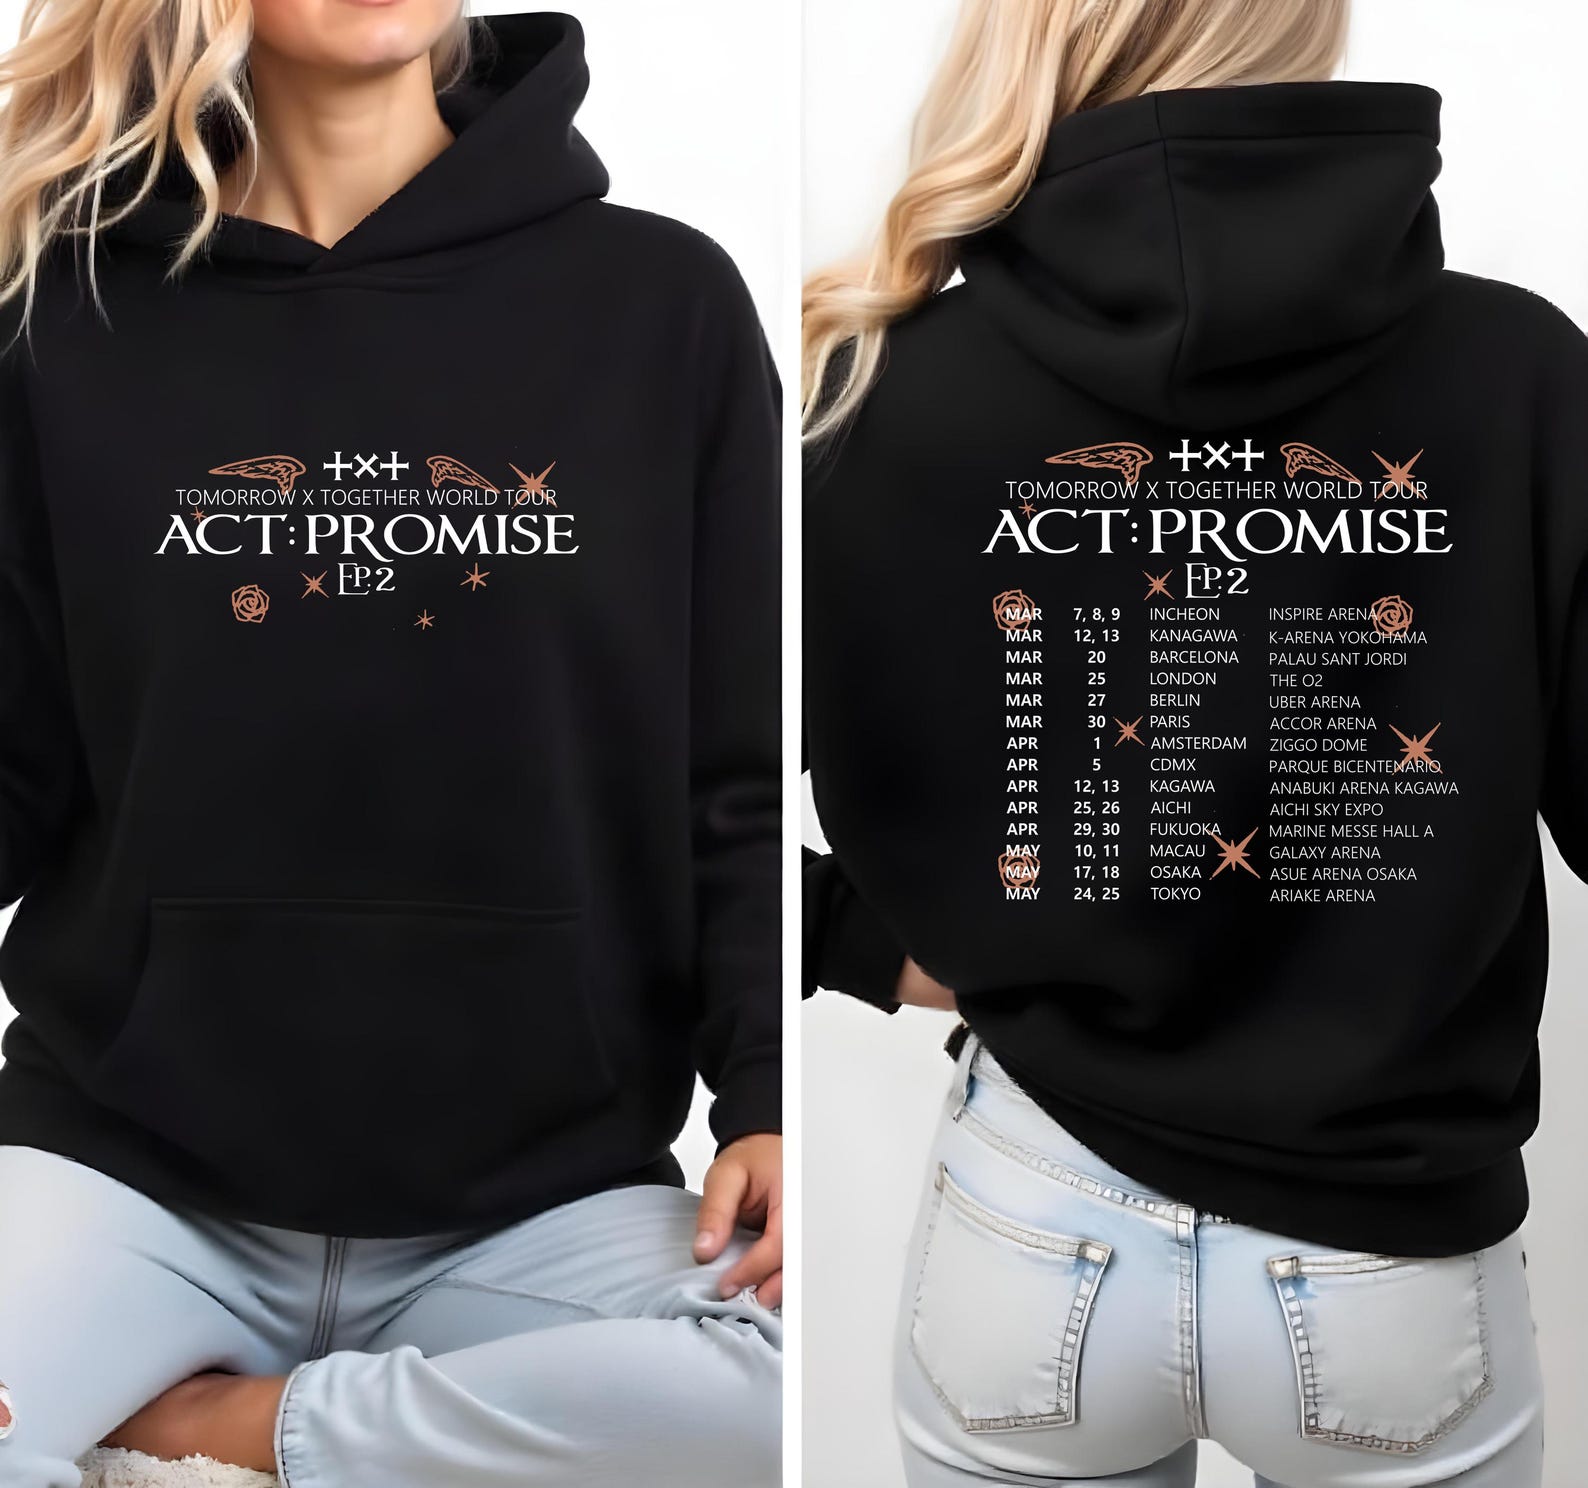 TXT
TOMORROW X TOGETHER WORLD TOUR
ACT: PROMISE
EP. 2
TXT
TOMORROW X TOGETHER WORLD TOUR
ACT: PROMISE
EP. 2
MAR 7, 8, 9 INCHEON INSPIRE ARENA
MAR 12, 13 KANAGAWA K-ARENA YOKOHAMA
MAR 20 BARCELONA PALAU SANT JORDI
MAR 25 LONDON THE O2
MAR 27 BERLIN UBER ARENA
MAR 30 PARIS ACCOR ARENA
APR 1 AMSTERDAM ZIGGO DOME
APR 5 CDMX PARQUE BICENTENARIO
APR 12, 13 KAGAWA ANABUKI ARENA KAGAWA
APR 25, 26 AICHI AICHI SKY EXPO
APR 29, 30 FUKUOKA MARINE MESSE HALL A
MAY 10, 11 MACAU GALAXY ARENA
MAY 17, 18 OSAKA ASUE ARENA OSAKA
MAY 24, 25 TOKYO ARIAKE ARENA